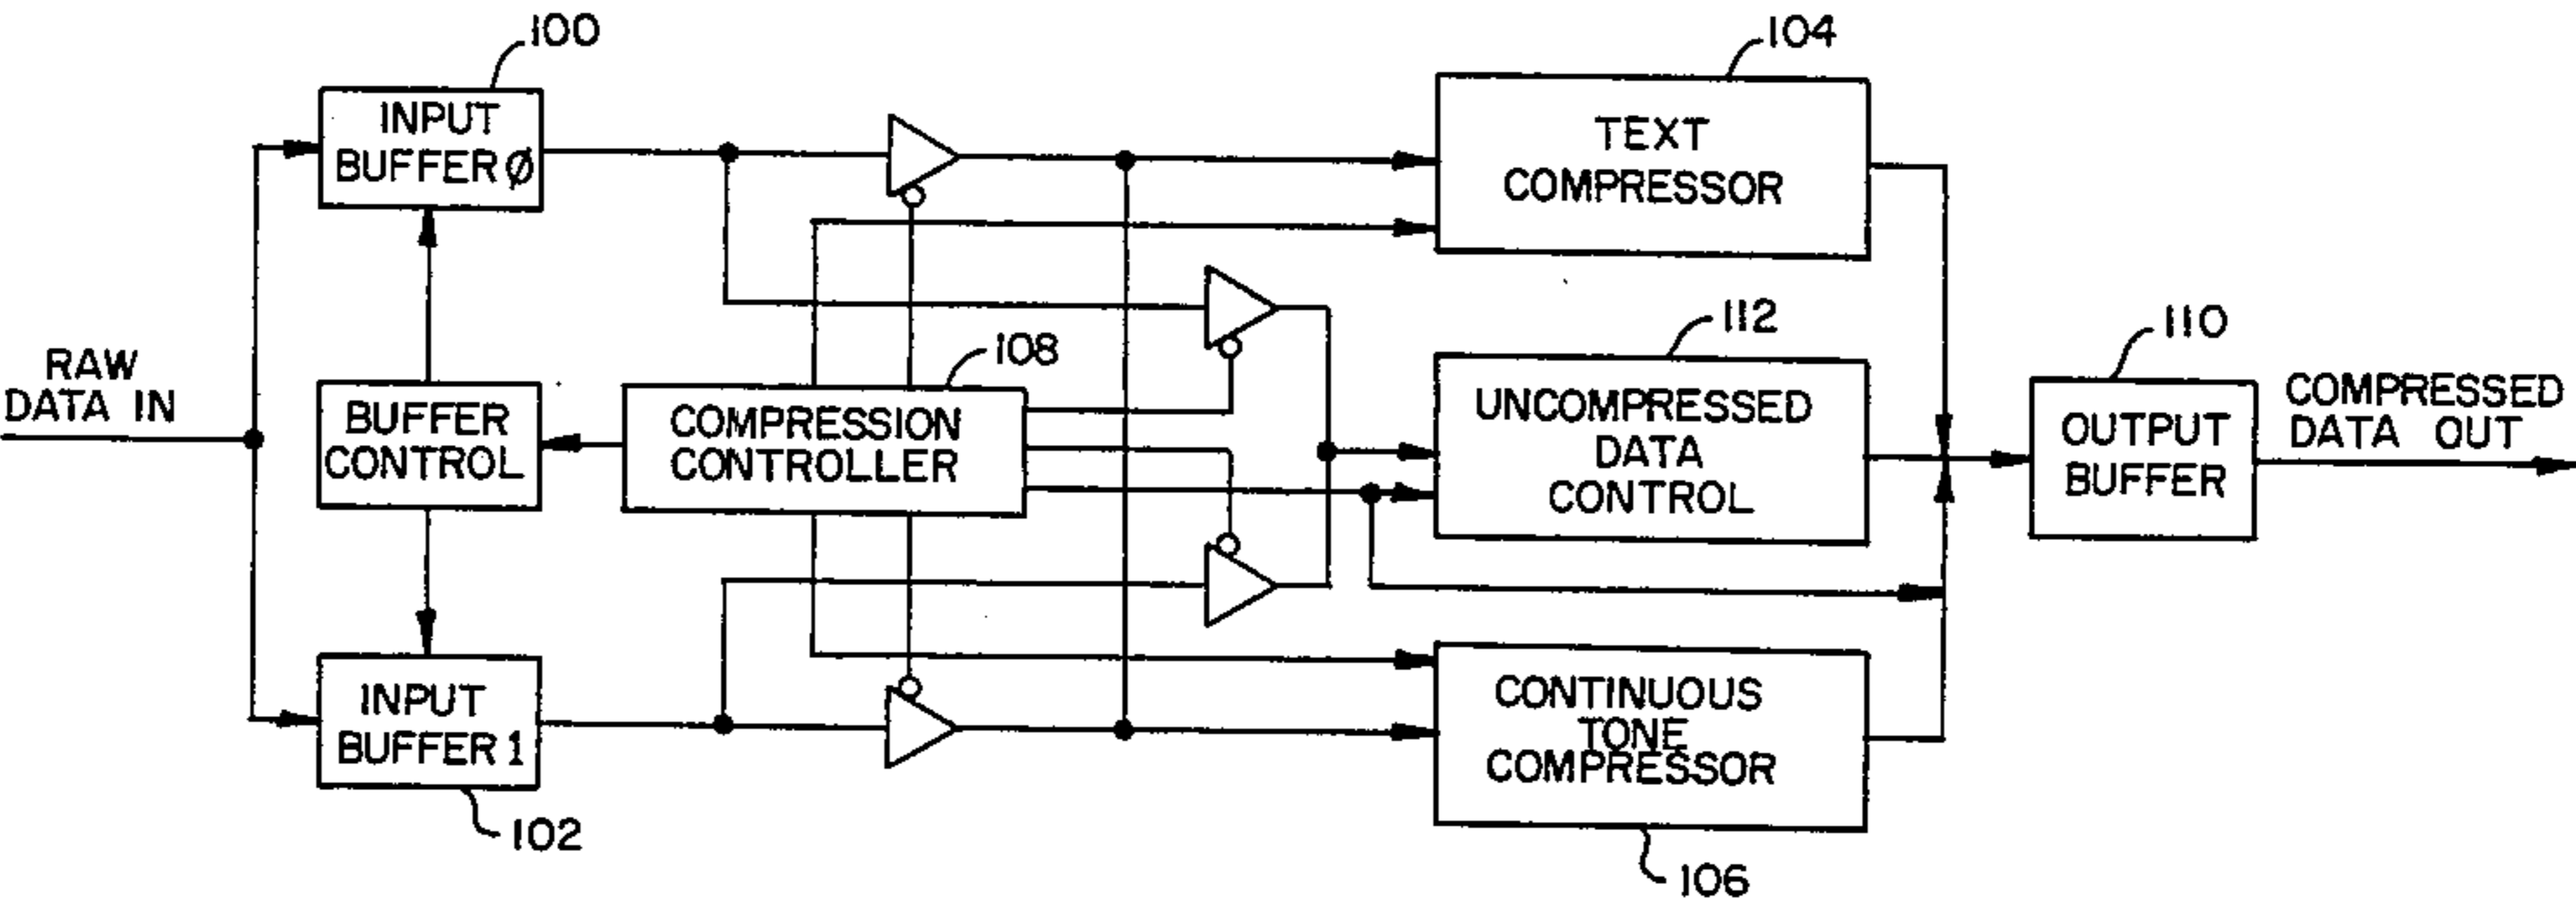 100
INPUT
BUFFER Ø
104
TEXT
COMPRESSOR
RAW
DATA IN
BUFFER
CONTROL
108
COMPRESSION
CONTROLLER
112
UNCOMPRESSED
DATA
CONTROL
110
OUTPUT
BUFFER
COMPRESSED
DATA OUT
INPUT
BUFFER 1
102
CONTINUOUS
TONE
COMPRESSOR
106